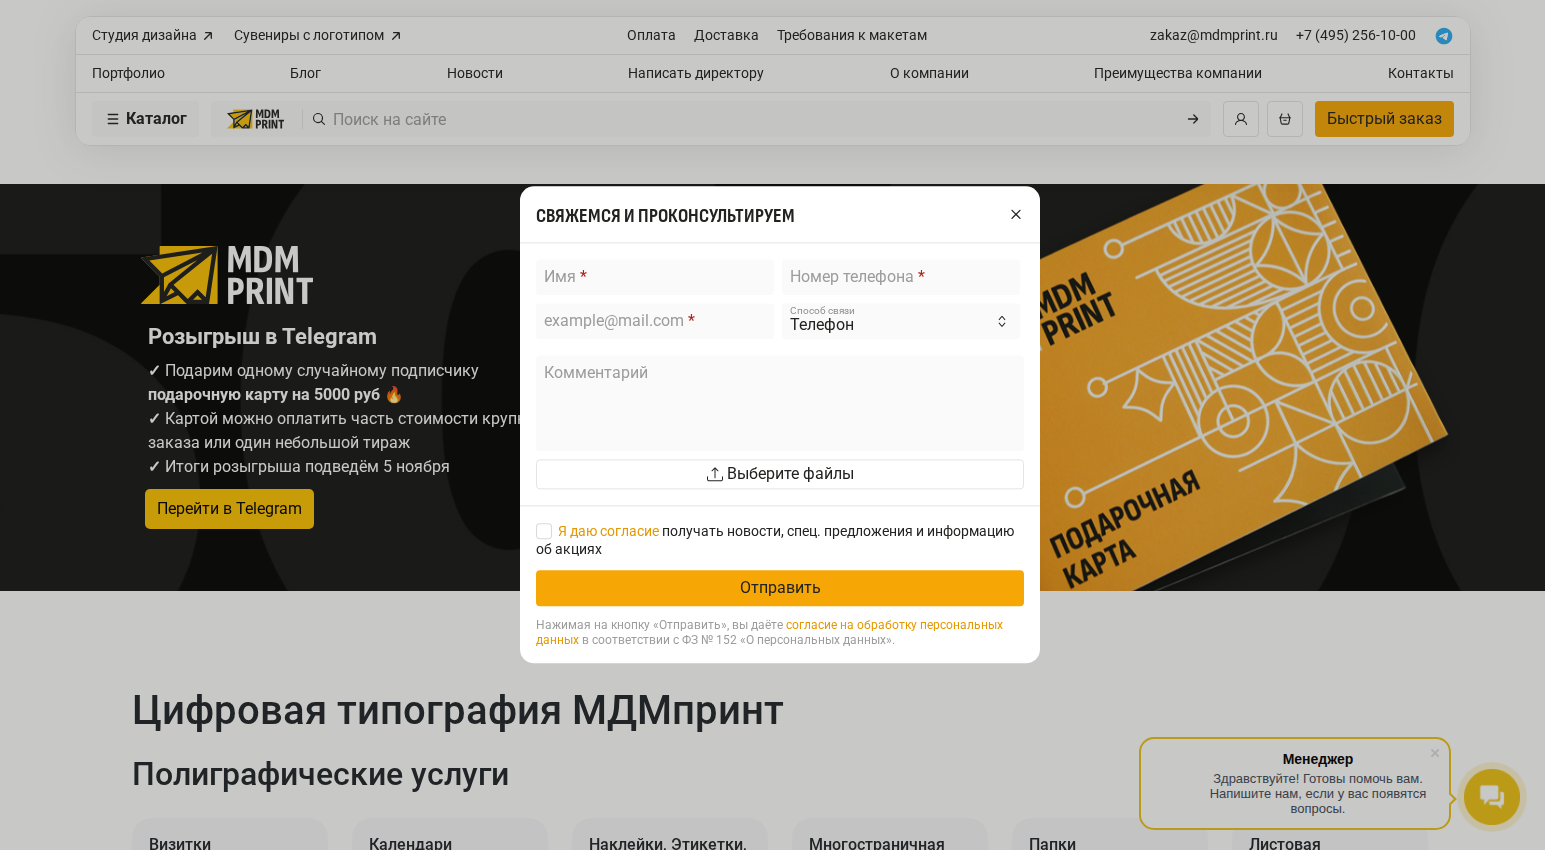 Студия дизайна
Сувениры с логотипом
Оплата
Доставка
Требования к макетам
zakaz@mdmprint.ru
+7 (495) 256-10-00
Портфолио
Блог
Новости
Написать директору
О компании
Преимущества компании
Контакты
Каталог
MDM
PRINT
Поиск на сайте
Быстрый заказ
MDM
PRINT
Розыгрыш в Telegram
✓ Подарим одному случайному подписчику
подарочную карту на 5000 руб 🔥
✓ Картой можно оплатить часть стоимости
заказа или один небольшой тираж
✓ Итоги розыгрыша подведём 5 ноября
Перейти в Telegram
СВЯЖЕМСЯ И ПРОКОНСУЛЬТИРУЕМ
Имя *
Номер телефона *
example@mail.com *
Способ связи
Телефон
Комментарий
Выберите файлы
Я даю согласие получать новости, спец. предложения и информацию
об акциях
Отправить
Нажимая на кнопку «Отправить», вы даёте согласие на обработку персональных
данных в соответствии с ФЗ № 152 «О персональных данных».
MDM
PRINT
ПОДАРОЧНАЯ
КАРТА
Цифровая типография МДМпринт
Полиграфические услуги
Менеджер
Здравствуйте! Готовы помочь вам.
Напишите нам, если у вас появятся
вопросы.
Визитки
Календари
Наклейки. Этикетки.
Многостраничная
Папки
Листовая